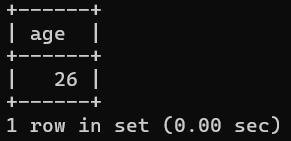 +------+
| age  |
+------+
|   26 |
+------+
1 row in set (0.00 sec)